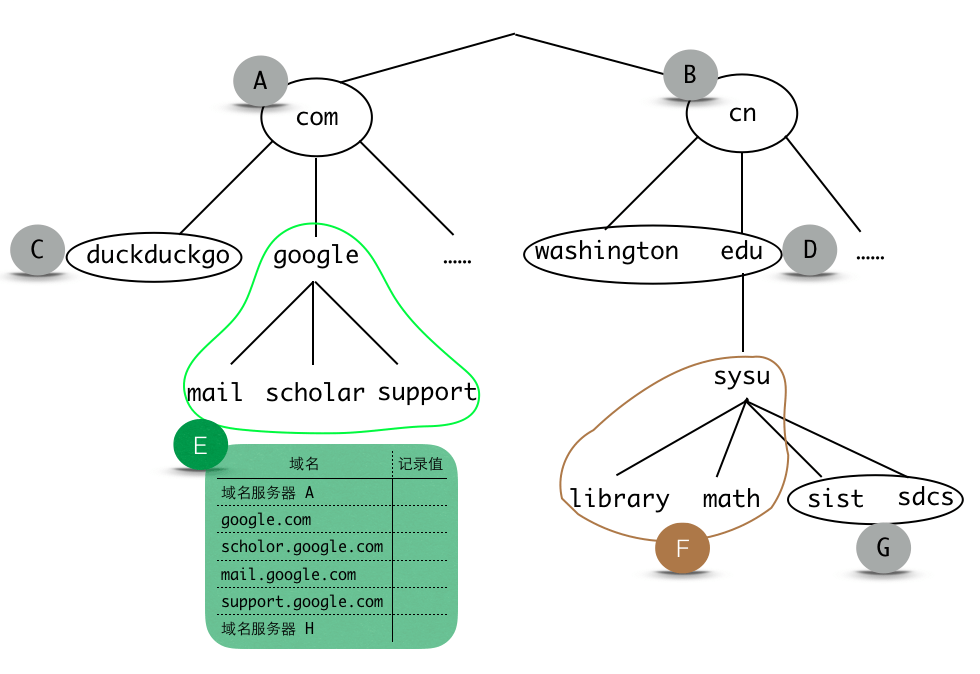 A
B
com
cn
C
duckduckgo
google
……
washington
edu
D
……
mail
scholar
support
sysu
E
library
math
sist
sdcs
F
G
域名 记录值
域名服务器 A
google.com
scholor.google.com
mail.google.com
support.google.com
域名服务器 H